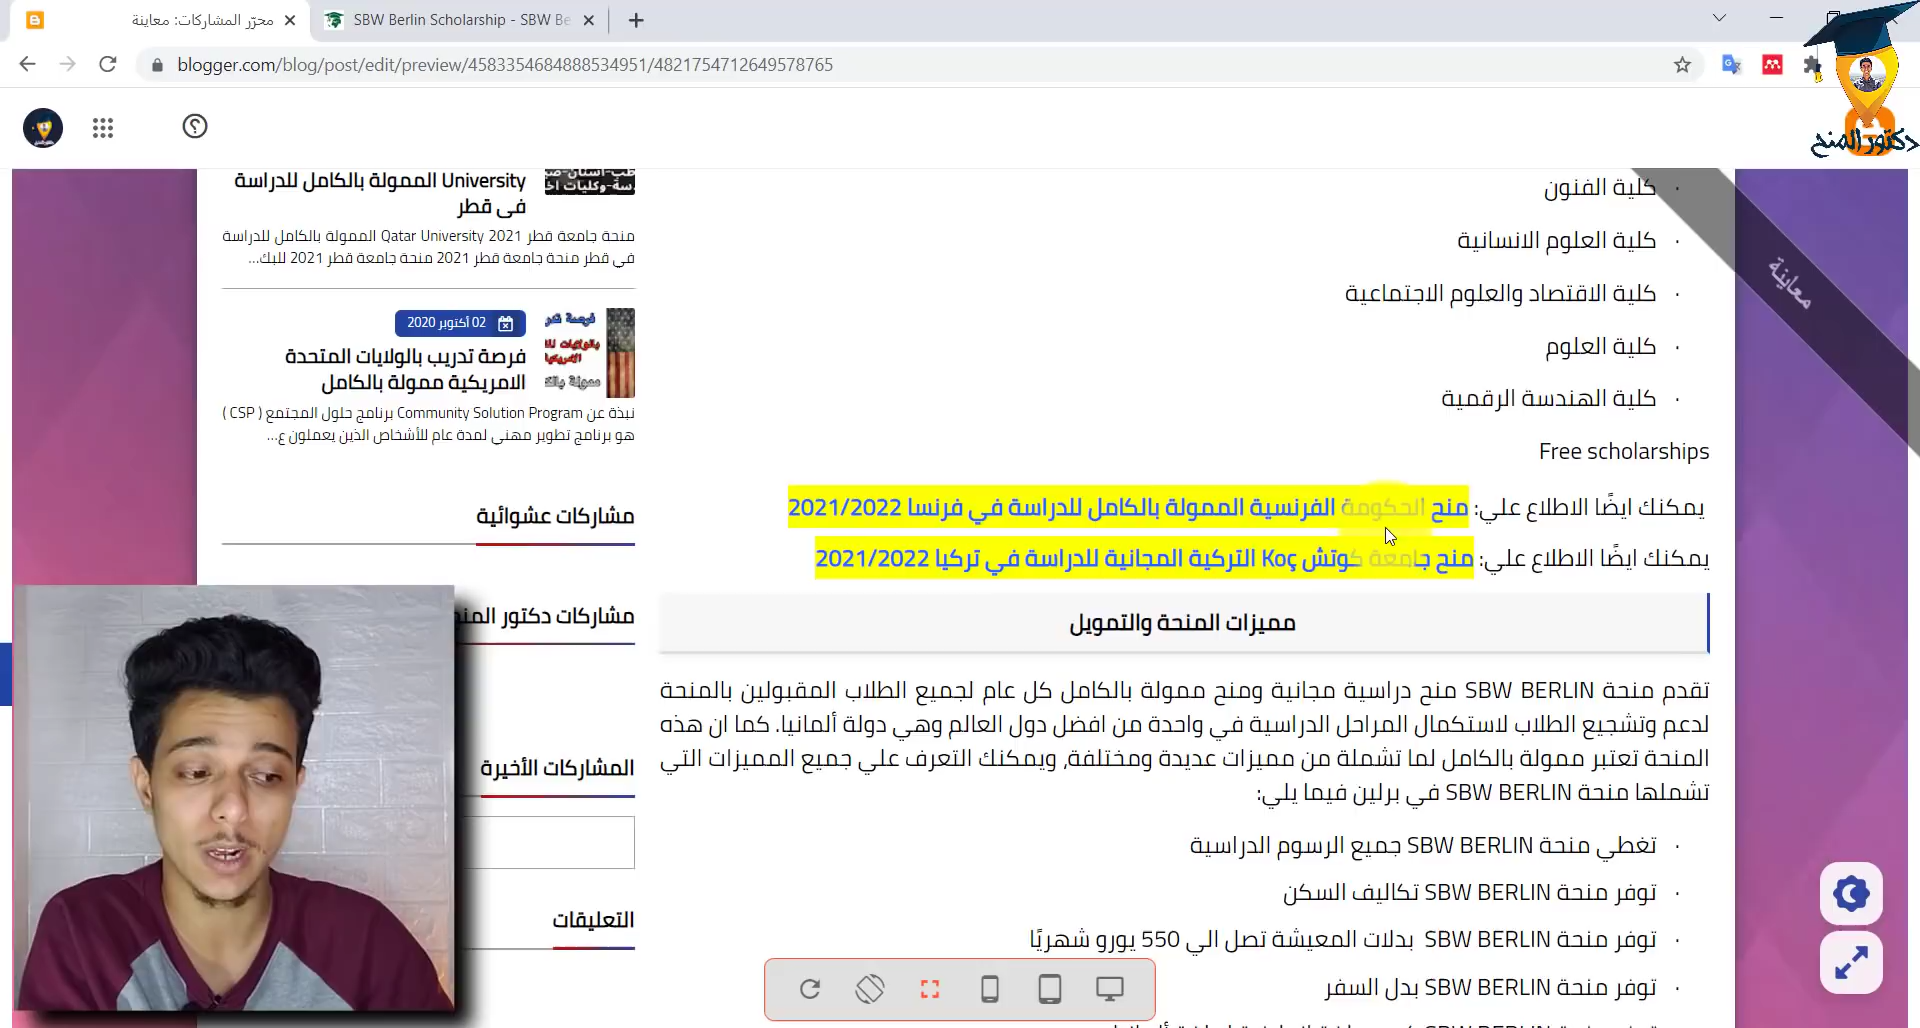 محرّر المشاركات: معاينة
SBW Berlin Scholarship - SBW Be
blogger.com/blog/post/edit/preview/4583354684888534951/4821754712649578765
دكتور المنح
معاينة
كلية الفنون
كلية العلوم الانسانية
كلية الاقتصاد والعلوم الاجتماعية
كلية العلوم
كلية الهندسة الرقمية
Free scholarships
يمكنك ايضًا الاطلاع علي: منح الحكومة الفرنسية الممولة بالكامل للدراسة في فرنسا 2021/2022
يمكنك ايضًا الاطلاع علي: منح جامعة كوتش Koç التركية المجانية للدراسة في تركيا 2021/2022
مميزات المنحة والتمويل
تقدم منحة SBW BERLIN منح دراسية مجانية ومنح ممولة بالكامل كل عام لجميع الطلاب المقبولين بالمنحة
لدعم وتشجيع الطلاب لاستكمال المراحل الدراسية في واحدة من افضل دول العالم وهي دولة ألمانيا. كما ان هذه
المنحة تعتبر ممولة بالكامل لما تشملة من مميزات عديدة ومختلفة، ويمكنك التعرف علي جميع المميزات التي
تشملها منحة SBW BERLIN في برلين فيما يلي:
تغطي منحة SBW BERLIN جميع الرسوم الدراسية
توفر منحة SBW BERLIN تكاليف السكن
توفر منحة SBW BERLIN بدلات المعيشة تصل الي 550 يورو شهريًا
توفر منحة SBW BERLIN بدل السفر
University الممولة بالكامل للدراسة
في قطر
منحة جامعة قطر 2021 Qatar University الممولة بالكامل للدراسة
في قطر منحة جامعة قطر 2021 منحة جامعة قطر 2021 للبك...
02 أكتوبر 2020
فرصة تدريب بالولايات المتحدة
الامريكية ممولة بالكامل
نبذة عن Community Solution Program برنامج حلول المجتمع ( CSP )
هو برنامج تطوير مهني لمدة عام للأشخاص الذين يعملون ع...
مشاركات عشوائية
مشاركات دكتور المنح
المشاركات الأخيرة
التعليقات